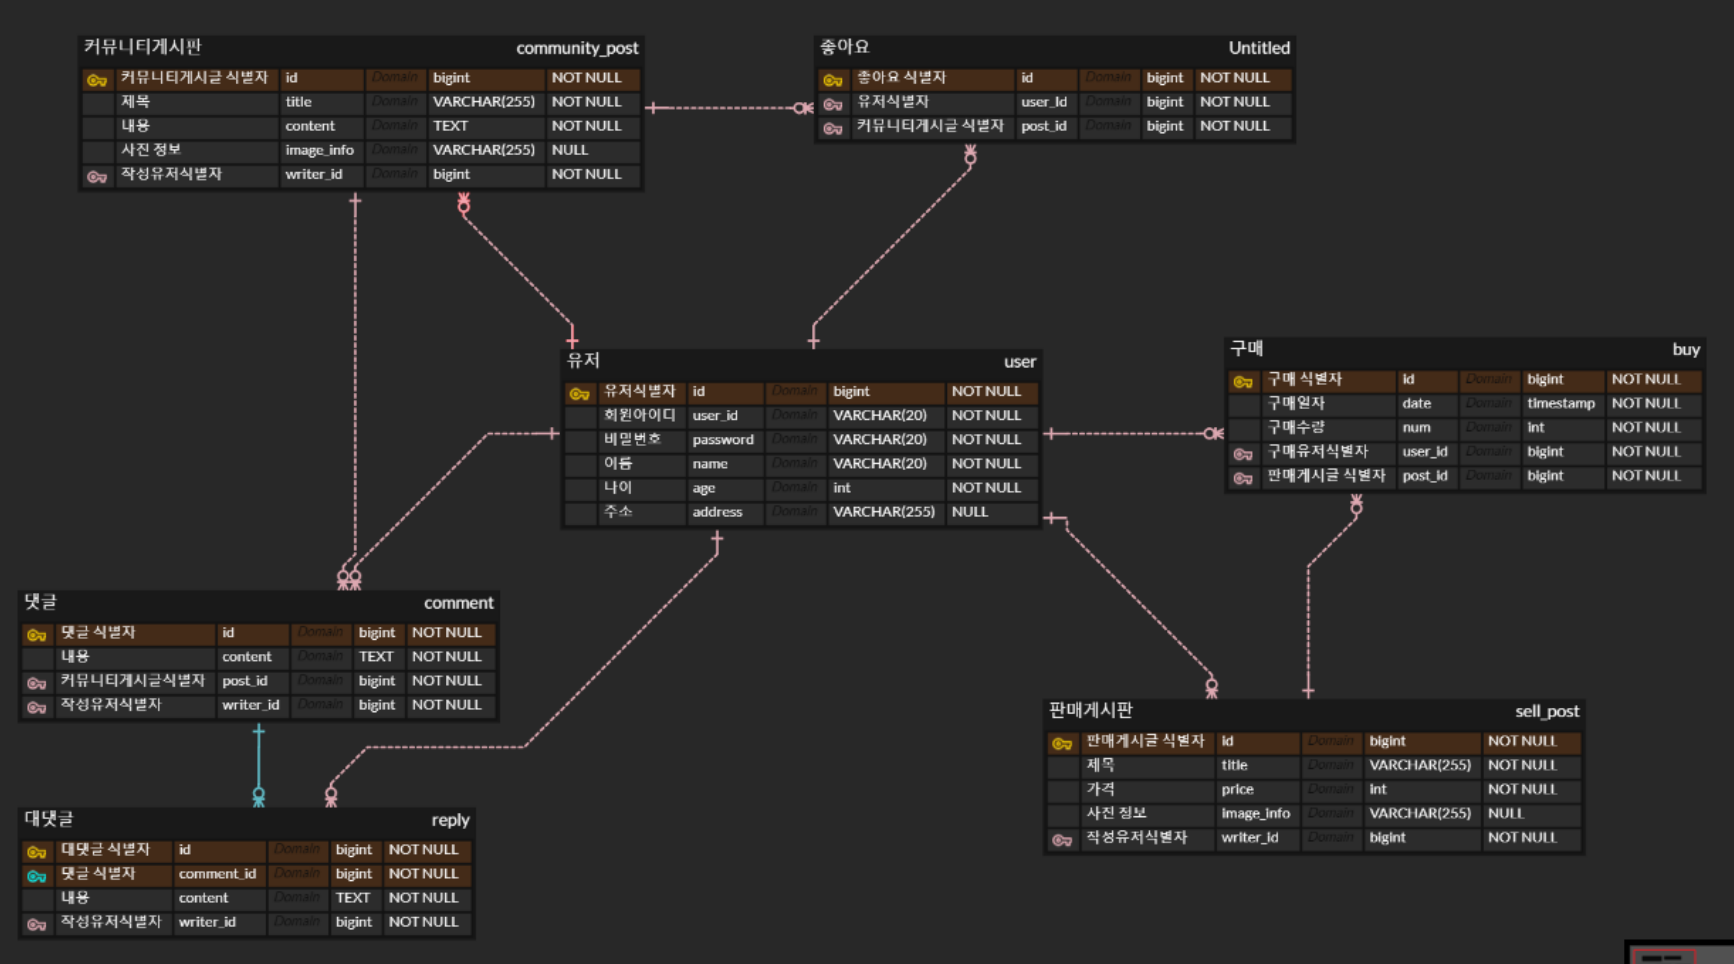 커뮤니티게시판 community_post
커뮤니티게시글 식별자 id Domain bigint NOT NULL
제목 title Domain VARCHAR(255) NOT NULL
내용 content Domain TEXT NOT NULL
사진 정보 image_info Domain VARCHAR(255) NULL
작성유저식별자 writer_id Domain bigint NOT NULL
좋아요 Untitled
좋아요 식별자 id Domain bigint NOT NULL
유저식별자 user_Id Domain bigint NOT NULL
커뮤니티게시글 식별자 post_id Domain bigint NOT NULL
유저 user
유저식별자 id Domain bigint NOT NULL
회원아이디 user_id Domain VARCHAR(20) NOT NULL
비밀번호 password Domain VARCHAR(20) NOT NULL
이름 name Domain VARCHAR(20) NOT NULL
나이 age Domain int NOT NULL
주소 address Domain VARCHAR(255) NULL
구매 buy
구매 식별자 id Domain bigint NOT NULL
구매일자 date Domain timestamp NOT NULL
구매수량 num Domain int NOT NULL
구매유저식별자 user_id Domain bigint NOT NULL
판매게시글 식별자 post_id Domain bigint NOT NULL
댓글 comment
댓글 식별자 id Domain bigint NOT NULL
내용 content Domain TEXT NOT NULL
커뮤니티게시글식별자 post_id Domain bigint NOT NULL
작성유저식별자 writer_id Domain bigint NOT NULL
판매게시판 sell_post
판매게시글 식별자 id Domain bigint NOT NULL
제목 title Domain VARCHAR(255) NOT NULL
가격 price Domain int NOT NULL
사진 정보 image_info Domain VARCHAR(255) NULL
작성유저식별자 writer_id Domain bigint NOT NULL
대댓글 reply
대댓글 식별자 id Domain bigint NOT NULL
댓글 식별자 comment_id Domain bigint NOT NULL
내용 content Domain TEXT NOT NULL
작성유저식별자 writer_id Domain bigint NOT NULL